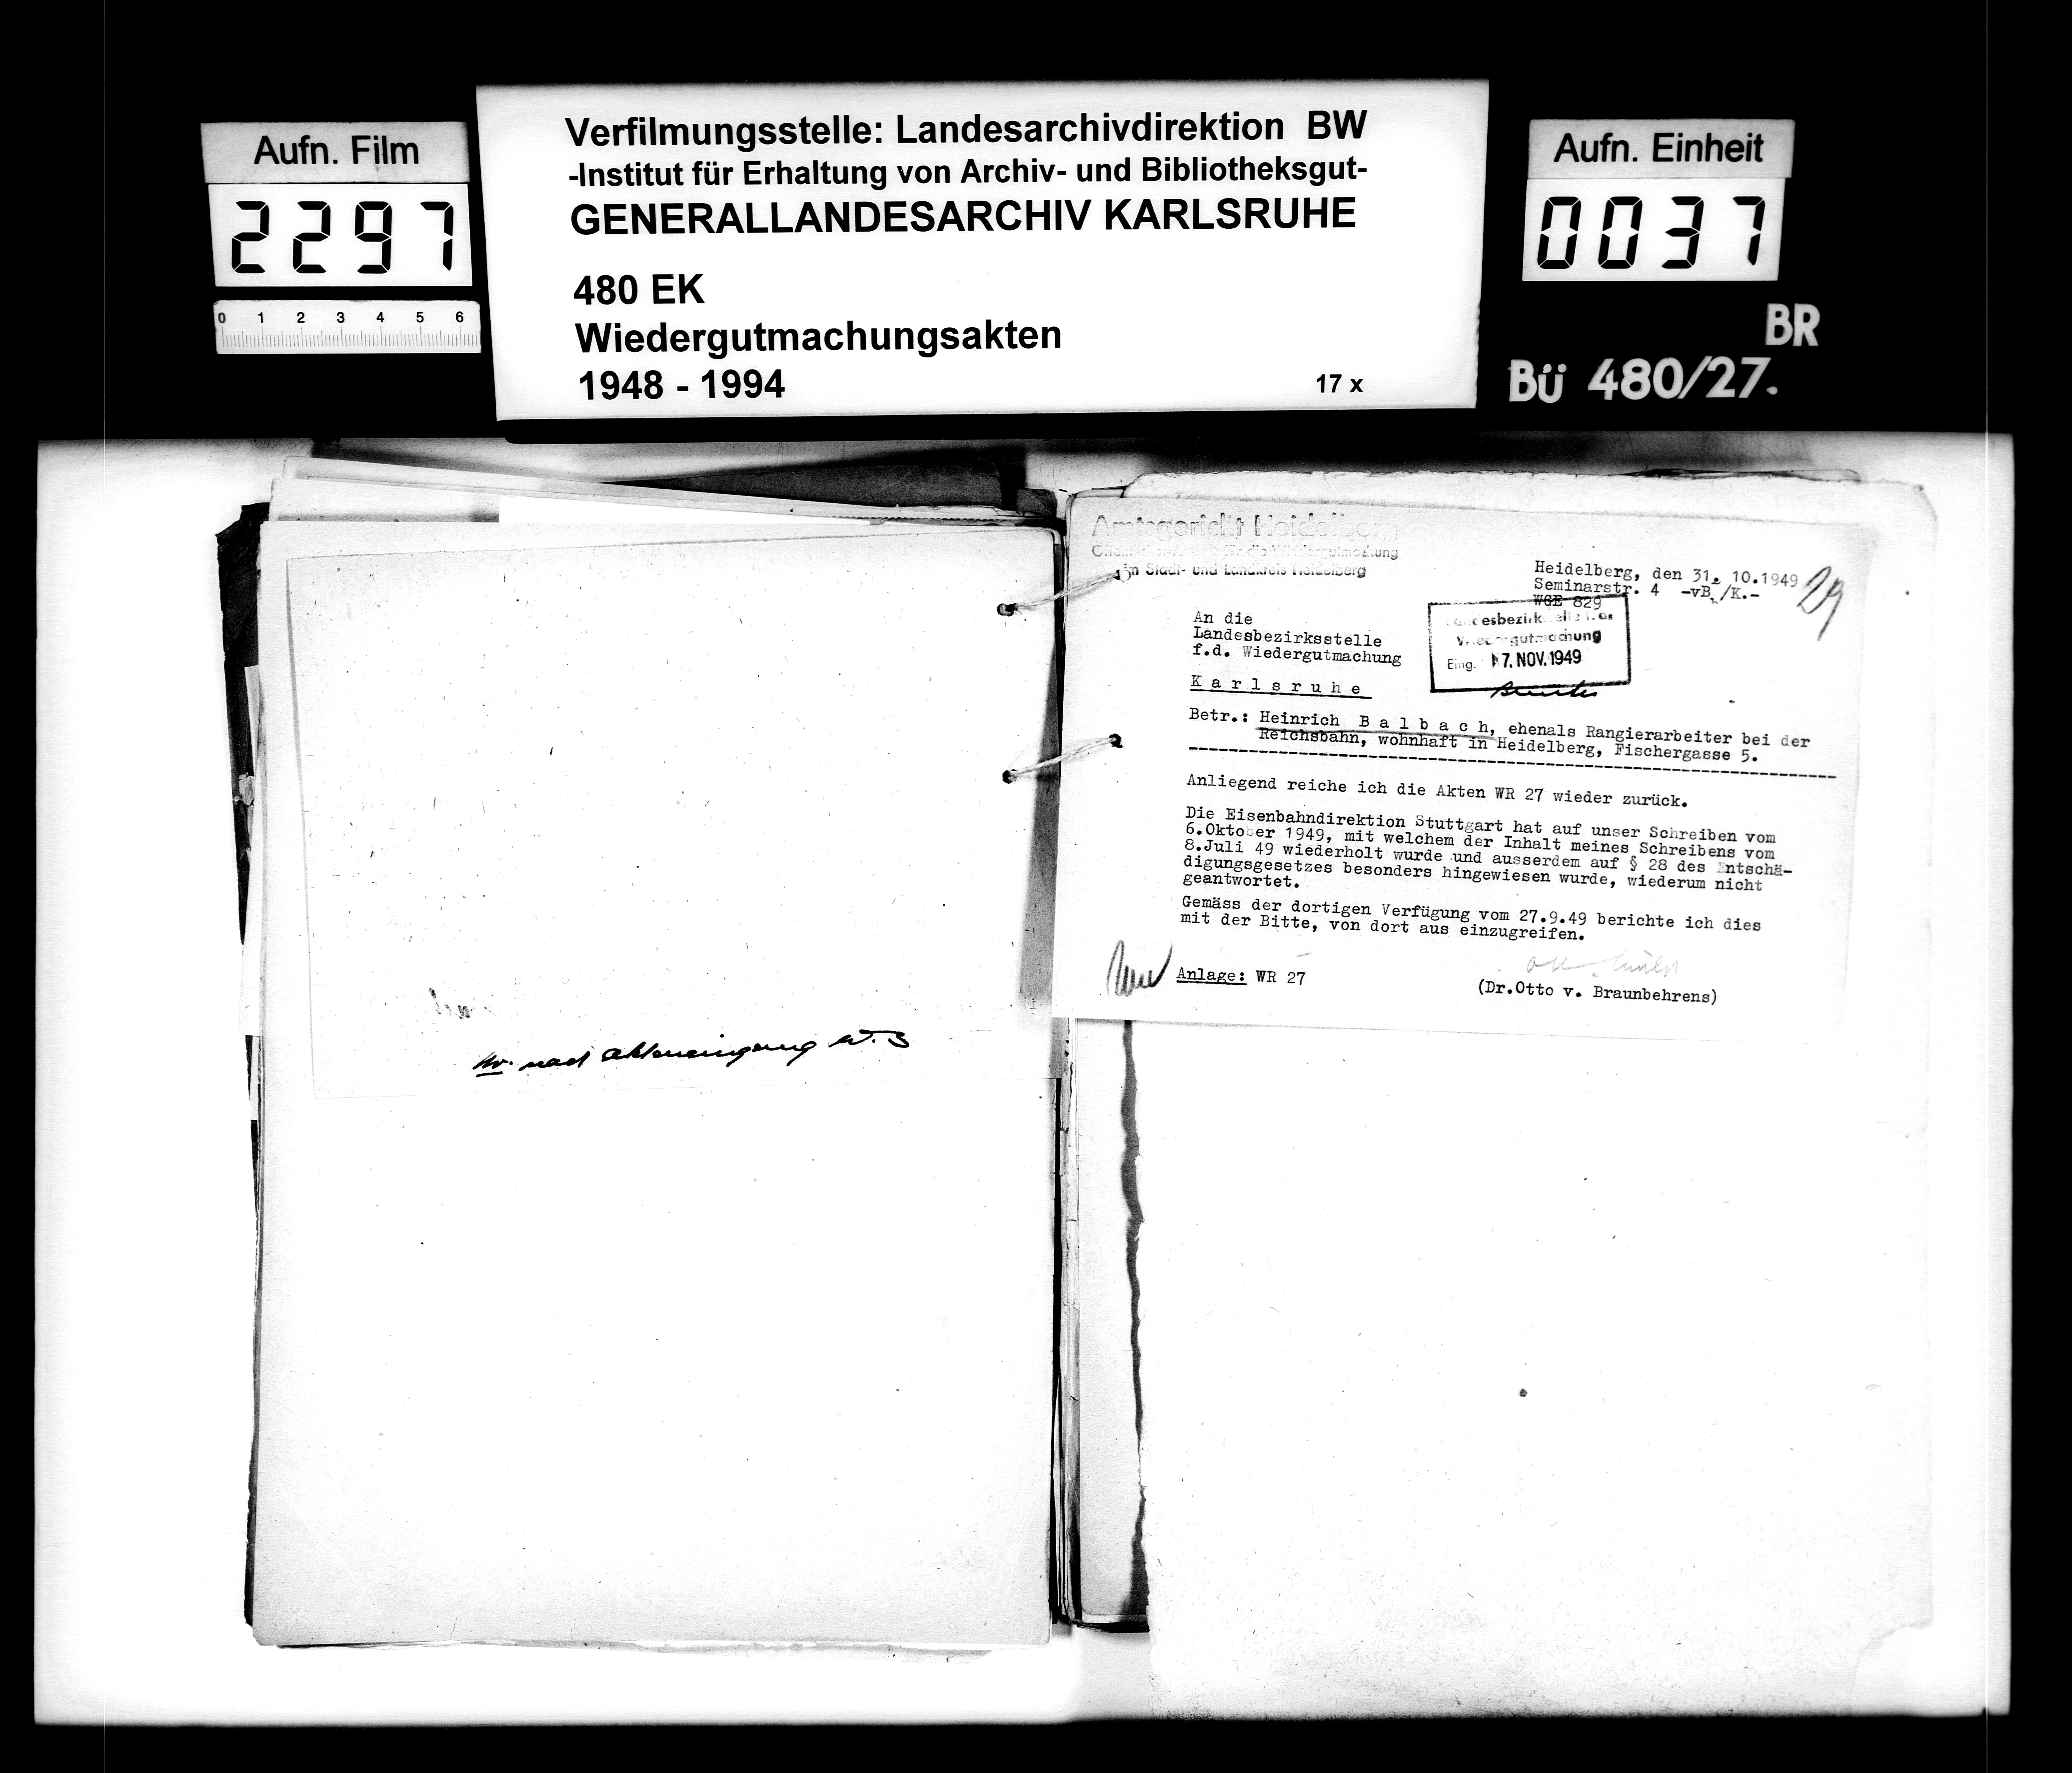 Aufn. Film
2297
0 1 2 3 4 5 6
Verfilmungsstelle: Landesarchivdirektion BW
-Institut für Erhaltung von Archiv- und Bibliotheksgut-
GENERALLANDESARCHIV KARLSRUHE
480 EK
Wiedergutmachungsakten
1948 - 1994
17 x
Aufn. Einheit
0037
BR
Bü 480/27.
nach Akteneingang
Amtsgericht Heidelberg
für die Wiedergutmachung
im Stadt- und Landkreis Heidelberg
Heidelberg, den 31. 10.1949
Seminarstr. 4 -vB./K.-
WGE 829
29
An die
Landesbezirksstelle
f.d. Wiedergutmachung
Karlsruhe
Landesbezirksstelle f. d.
Wiedergutmachung
Eing. 17. NOV. 1949
Betr.: Heinrich Balbach, ehenals Rangierarbeiter bei der
Reichsbahn, wohnhaft in Heidelberg, Fischergasse 5.
Anliegend reiche ich die Akten WR 27 wieder zurück.
Die Eisenbahndirektion Stuttgart hat auf unser Schreiben vom
6.Oktober 1949, mit welchem der Inhalt meines Schreibens vom
8.Juli 49 wiederholt wurde und ausserdem auf § 28 des Entschä-
digungsgesetzes besonders hingewiesen wurde, wiederum nicht
geantwortet.
Gemäss der dortigen Verfügung vom 27.9.49 berichte ich dies
mit der Bitte, von dort aus einzugreifen.
Anlage: WR 27
(Dr.Otto v. Braunbehrens)